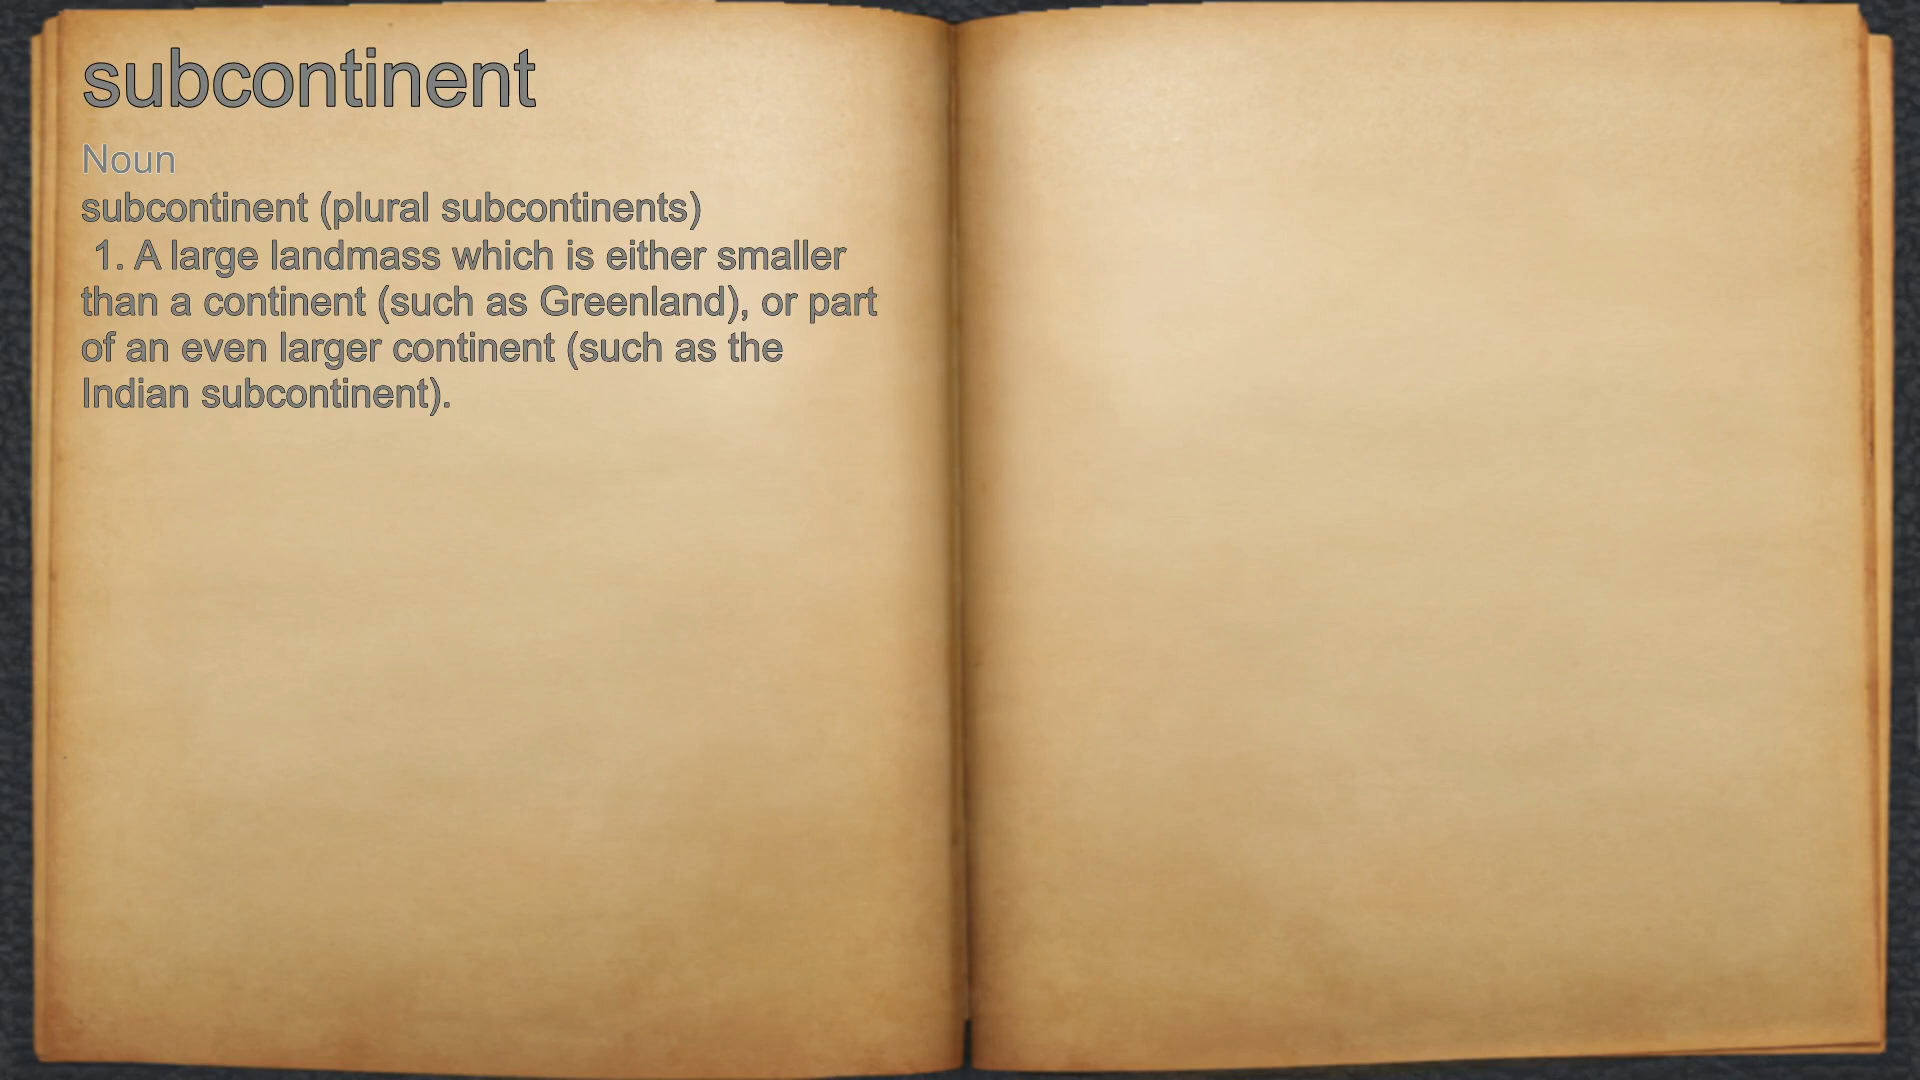 subcontinent
Noun
subcontinent (plural subcontinents)
1. A large landmass which is either smaller
than a continent (such as Greenland), or part
of an even larger continent (such as the
Indian subcontinent).